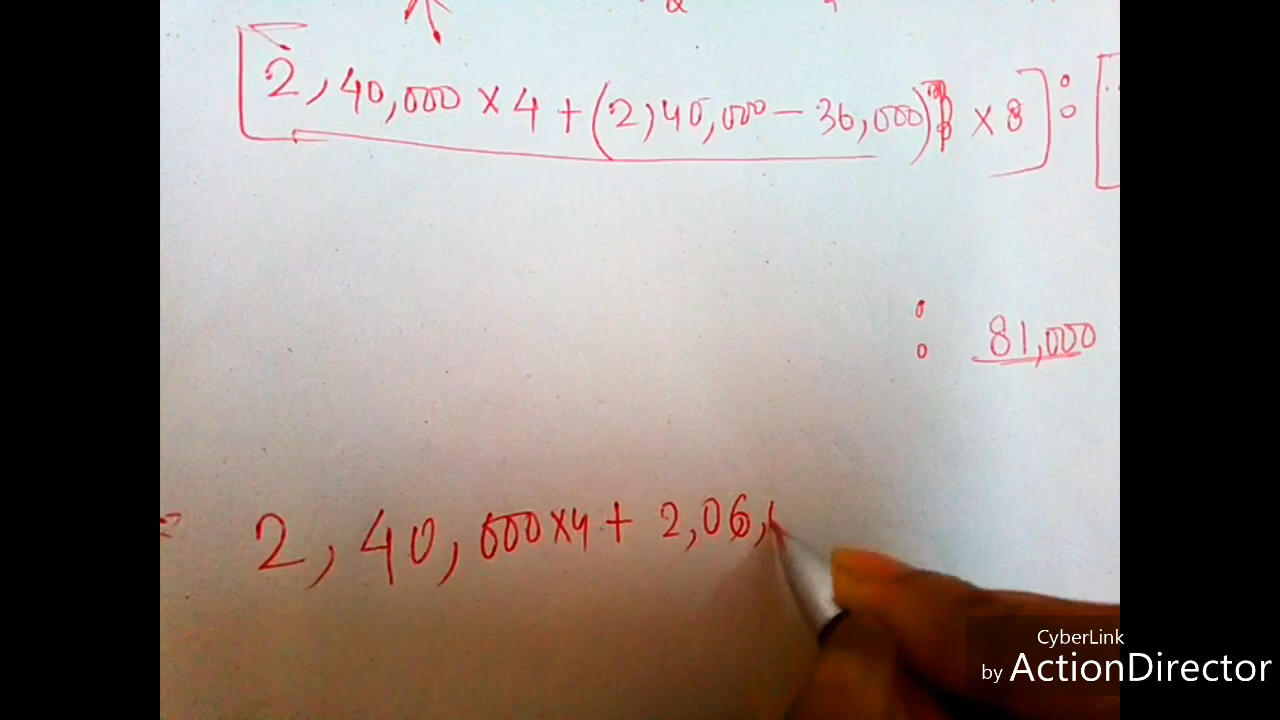 [2,40,000 × 4 + (2,40,000 – 36,000) × 8] : [
: 81,000
2,40,000×4 + 2,06,
CyberLink
by ActionDirector